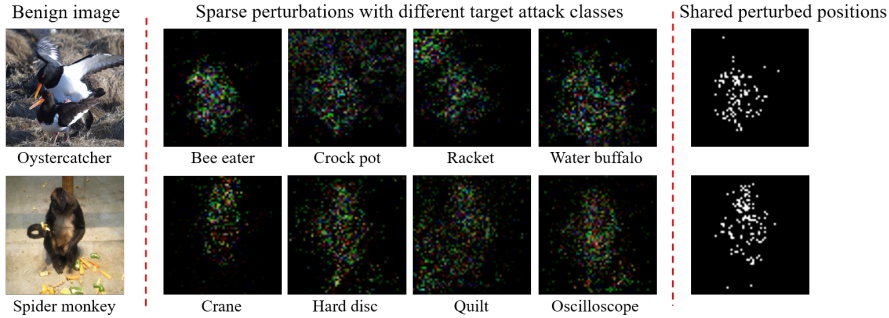 Benign image
Sparse perturbations with different target attack classes
Shared perturbed positions
Oystercatcher
Bee eater
Crock pot
Racket
Water buffalo
Spider monkey
Crane
Hard disc
Quilt
Oscilloscope